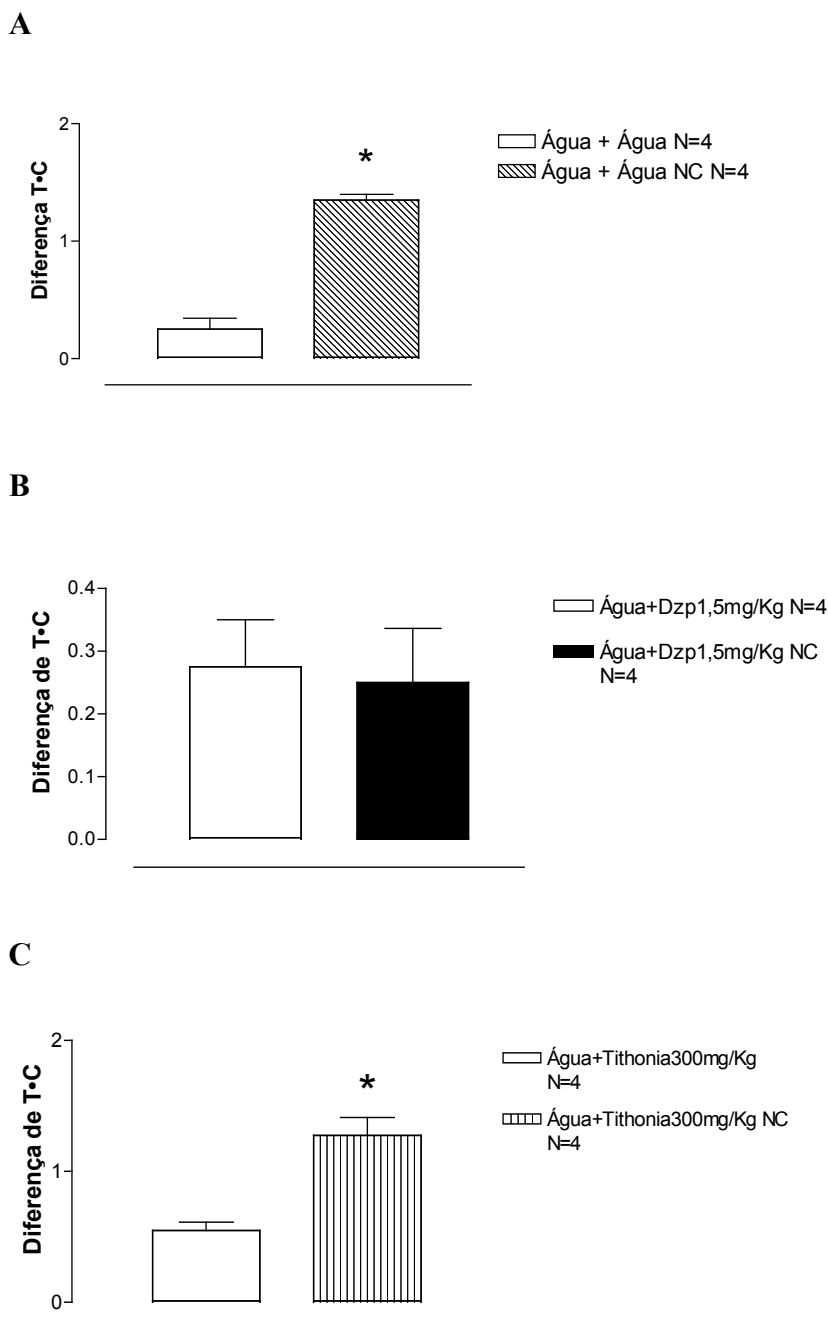 A
Diferença T•C
2
1
0
*
Água + Água N=4
Água + Água NC N=4
B
Diferença de T•C
0.4
0.3
0.2
0.1
0.0
Água+Dzp1,5mg/Kg N=4
Água+Dzp1,5mg/Kg NC
N=4
C
Diferença de T•C
2
1
0
*
Água+Tithonia300mg/Kg
N=4
Água+Tithonia300mg/Kg NC
N=4